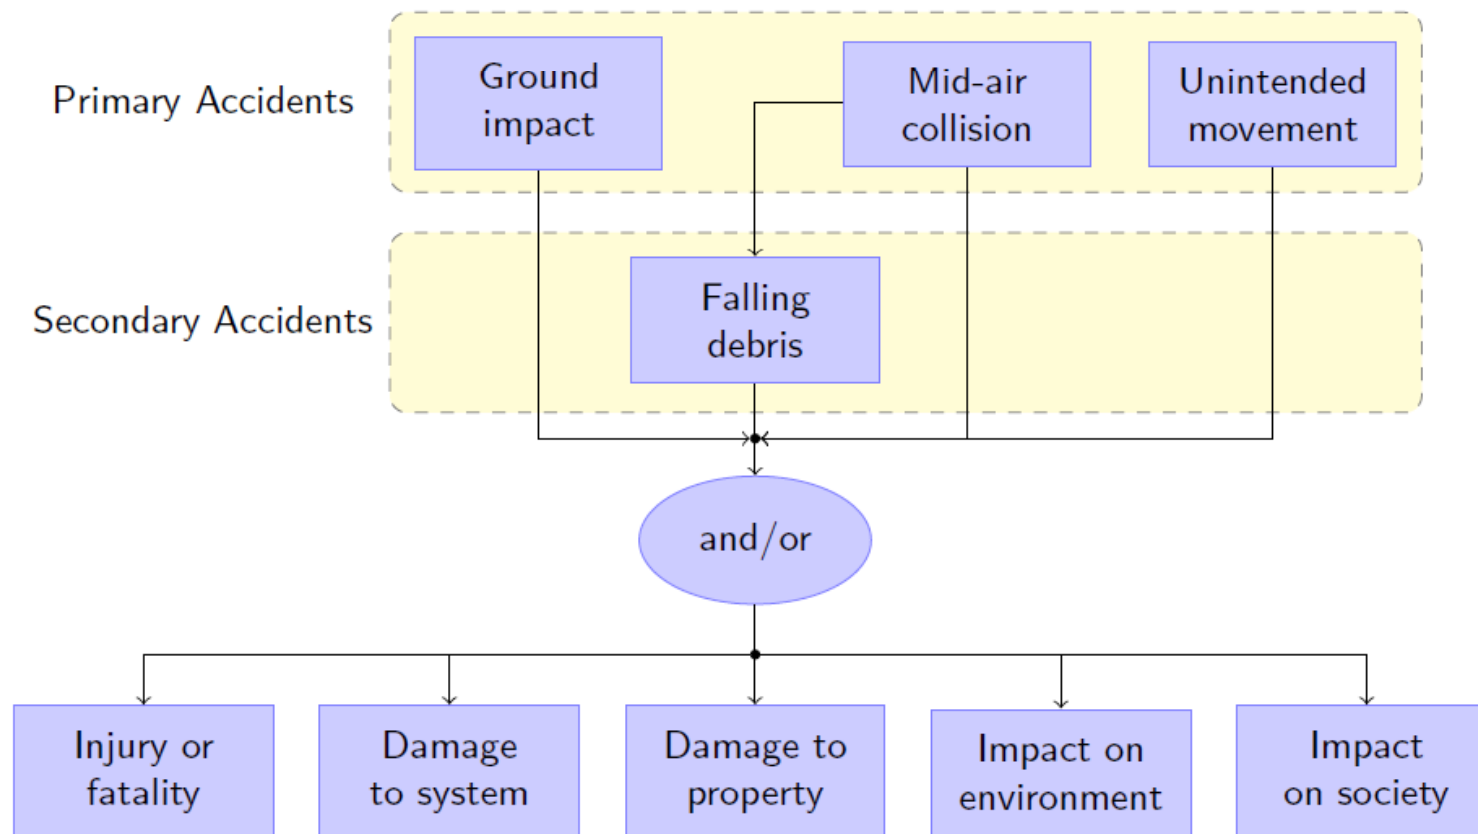 Primary Accidents
Ground
impact
Mid-air
collision
Unintended
movement
Secondary Accidents
Falling
debris
and/or
Injury or
fatality
Damage
to system
Damage to
property
Impact on
environment
Impact
on society